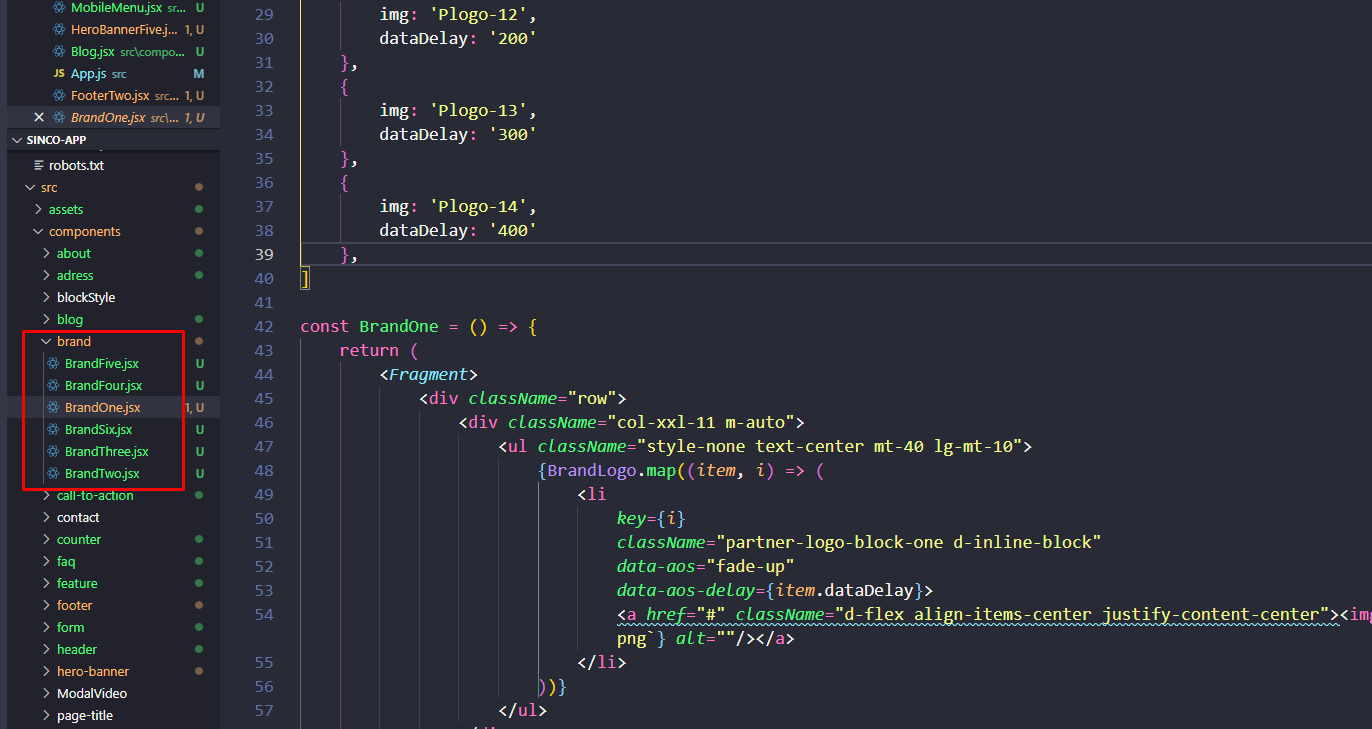 MobileMenu.jsx sr... U
HeroBannerFive.j... 1, U
Blog.jsx src\compo... U
JS App.js src M
FooterTwo.jsx src... 1, U
BrandOne.jsx src\... 1, U
SINCO-APP
robots.txt
src
assets
components
about
adress
blockStyle
blog
brand
BrandFive.jsx U
BrandFour.jsx U
BrandOne.jsx 1, U
BrandSix.jsx U
BrandThree.jsx U
BrandTwo.jsx U
call-to-action
contact
counter
faq
feature
footer
form
header
hero-banner
ModalVideo
page-title
29 img: 'Plogo-12',
30 dataDelay: '200'
31 },
32 {
33 img: 'Plogo-13',
34 dataDelay: '300'
35 },
36 {
37 img: 'Plogo-14',
38 dataDelay: '400'
39 },
40 ]
41
42 const BrandOne = () => {
43 return (
44 <Fragment>
45 <div className="row">
46 <div className="col-xxl-11 m-auto">
47 <ul className="style-none text-center mt-40 lg-mt-10">
48 {BrandLogo.map((item, i) => (
49 <li
50 key={i}
51 className="partner-logo-block-one d-inline-block"
52 data-aos="fade-up"
53 data-aos-delay={item.dataDelay}>
54 <a href="#" className="d-flex align-items-center justify-content-center"><img
png`} alt=""/></a>
55 </li>
56 ))}
57 </ul>